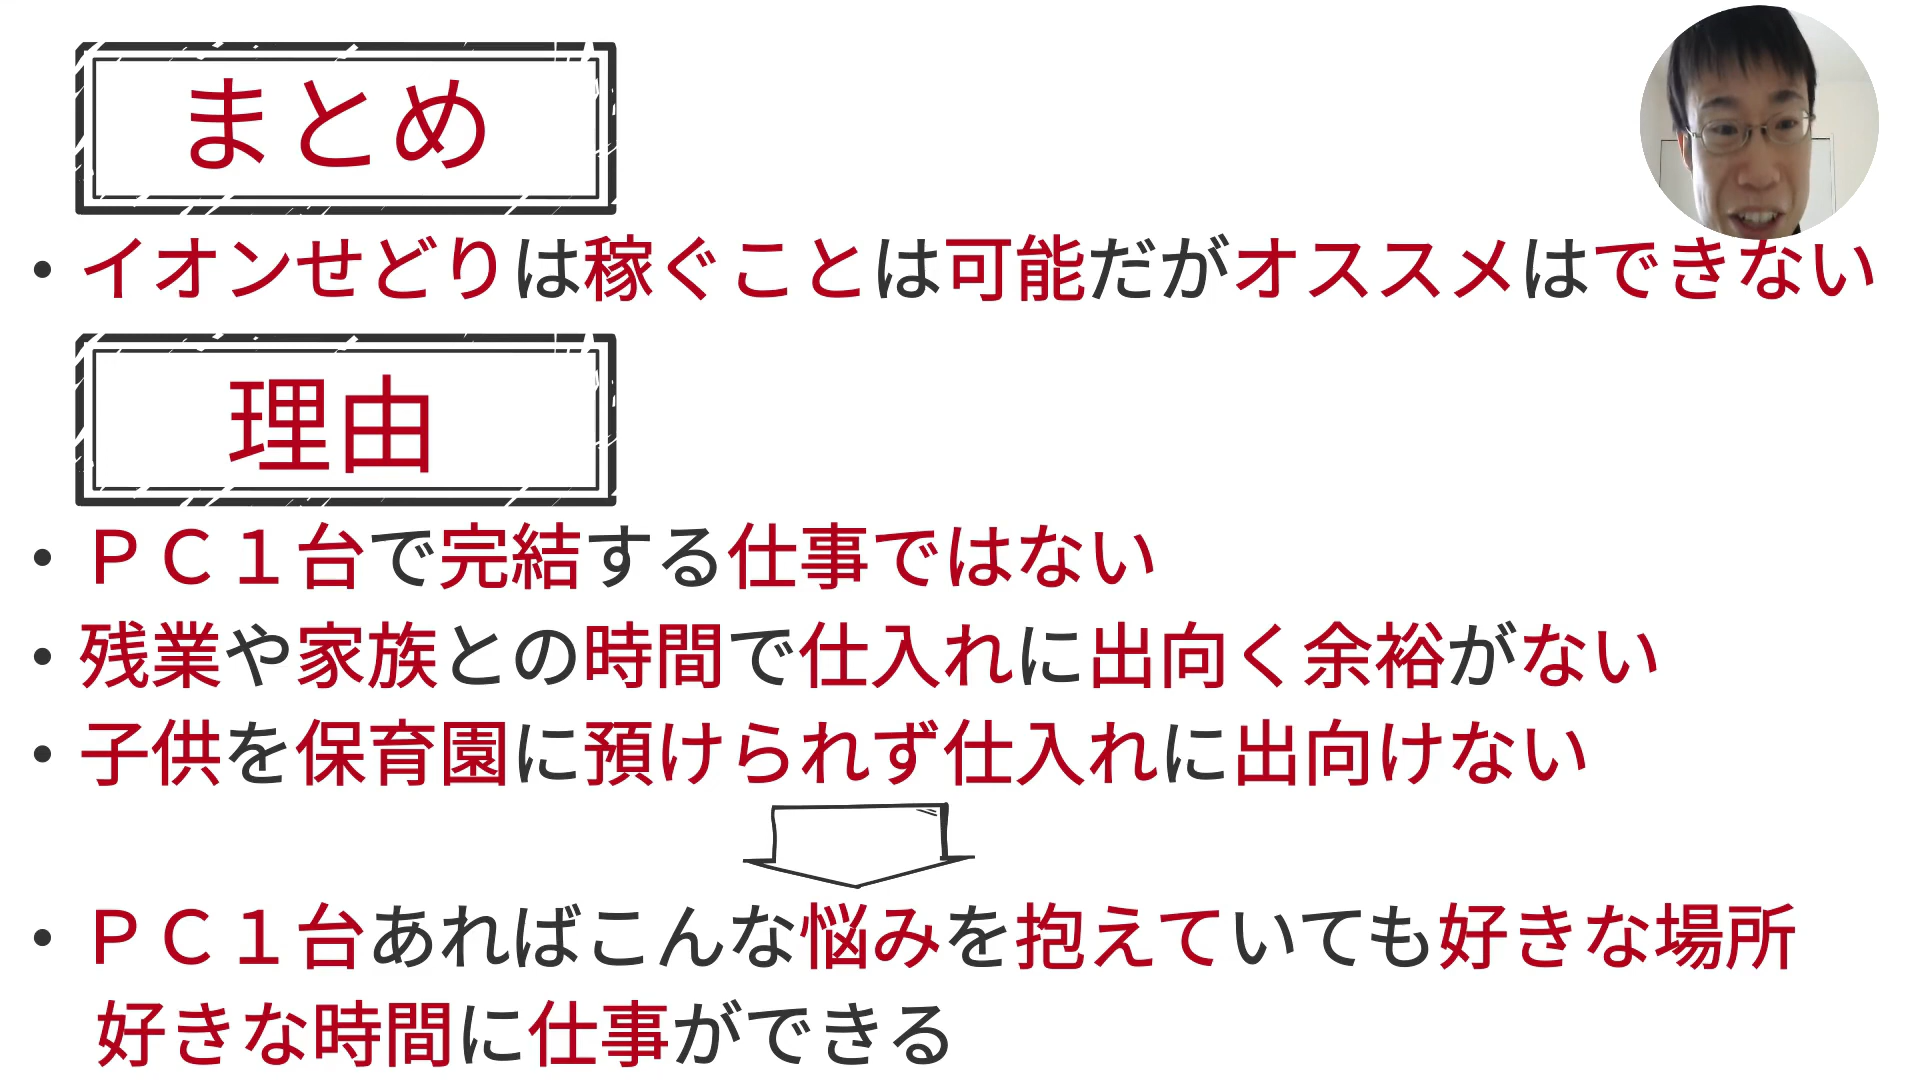 まとめ
・イオンせどりは稼ぐことは可能だがオススメはできない
理由
・ＰＣ１台で完結する仕事ではない
・残業や家族との時間で仕入れに出向く余裕がない
・子供を保育園に預けられず仕入れに出向けない
・ＰＣ１台あればこんな悩みを抱えていても好きな場所
好きな時間に仕事ができる